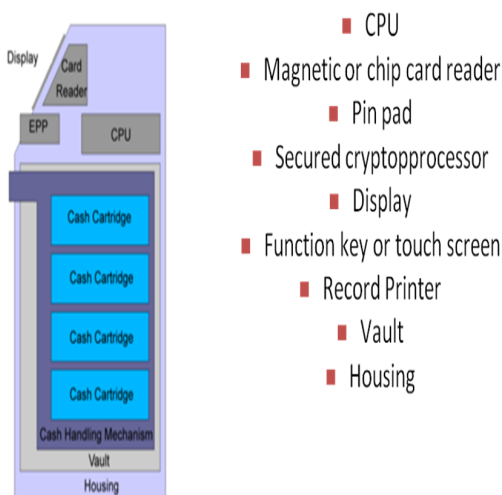 Display
Card
Reader
EPP
CPU
Cash Cartridge
Cash Cartridge
Cash Cartridge
Cash Cartridge
Cash Handling Mechanism
Vault
Housing
CPU
Magnetic or chip card reader
Pin pad
Secured cryptopprocessor
Display
Function key or touch screen
Record Printer
Vault
Housing